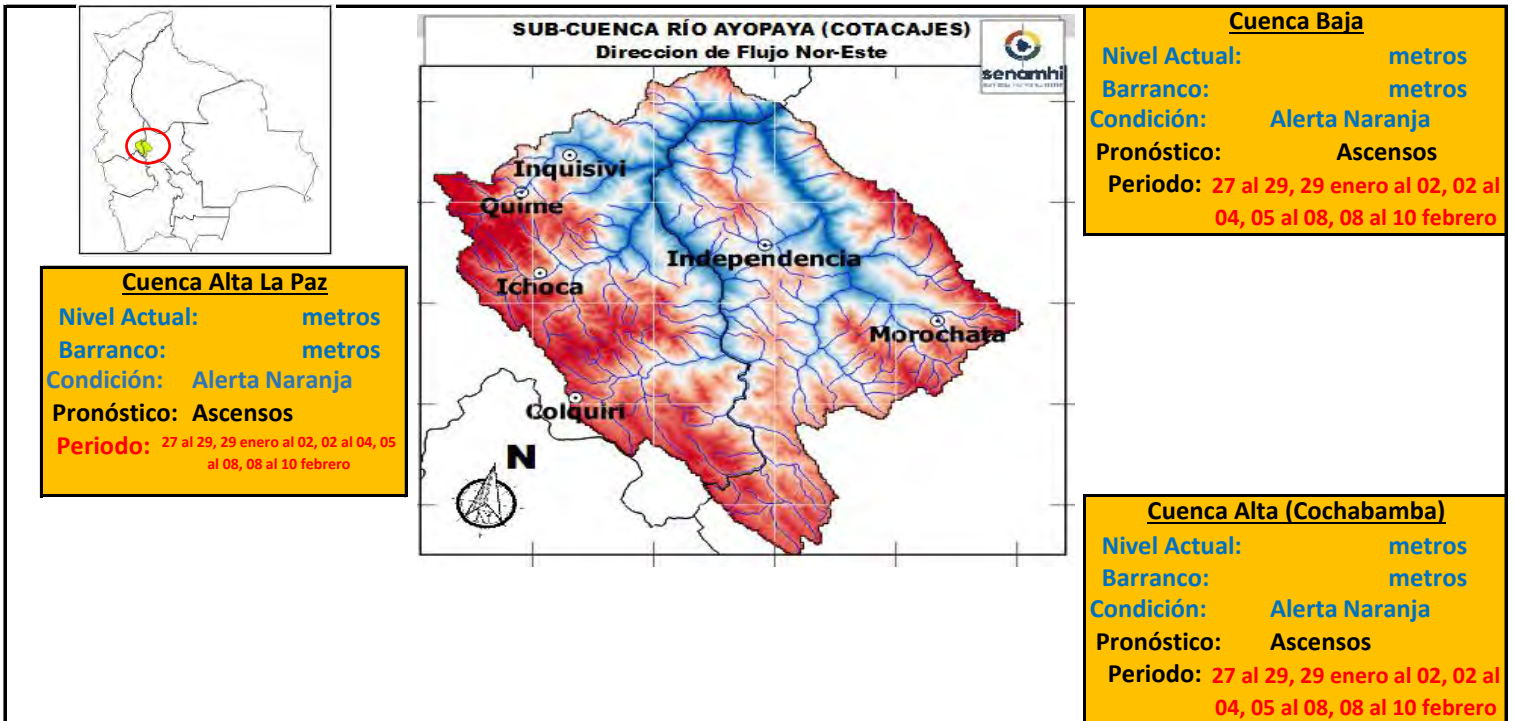 SUB-CUENCA RÍO AYOPAYA (COTACAJES)
Direccion de Flujo Nor-Este
senamhi
Inquisivi
Quime
Independencia
Ichoca
Morochata
Colquiri
N
Cuenca Alta La Paz
Nivel Actual: metros
Barranco: metros
Condición: Alerta Naranja
Pronóstico: Ascensos
Periodo: 27 al 29, 29 enero al 02, 02 al 04, 05
al 08, 08 al 10 febrero
Cuenca Baja
Nivel Actual: metros
Barranco: metros
Condición: Alerta Naranja
Pronóstico: Ascensos
Periodo: 27 al 29, 29 enero al 02, 02 al
04, 05 al 08, 08 al 10 febrero
Cuenca Alta (Cochabamba)
Nivel Actual: metros
Barranco: metros
Condición: Alerta Naranja
Pronóstico: Ascensos
Periodo: 27 al 29, 29 enero al 02, 02 al
04, 05 al 08, 08 al 10 febrero